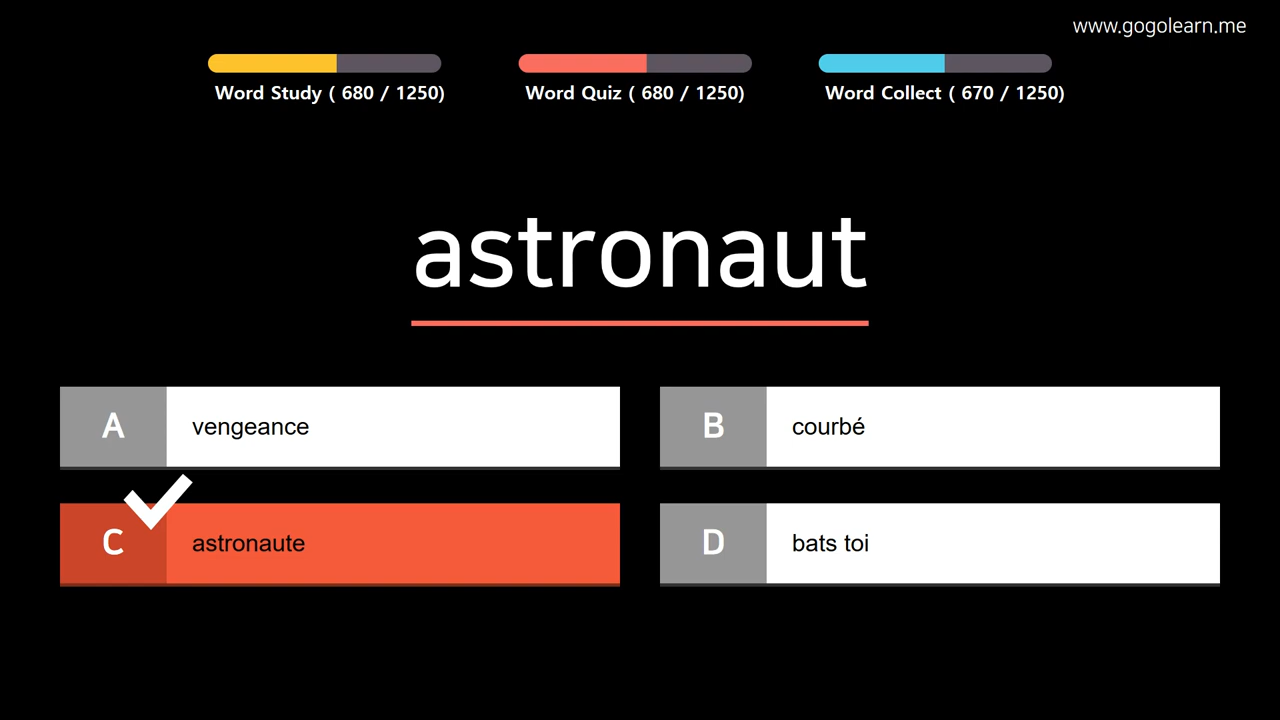 www.gogolearn.me
Word Study ( 680 / 1250)
Word Quiz ( 680 / 1250)
Word Collect ( 670 / 1250)
astronaut
A vengeance
B courbé
C astronaute
D bats toi